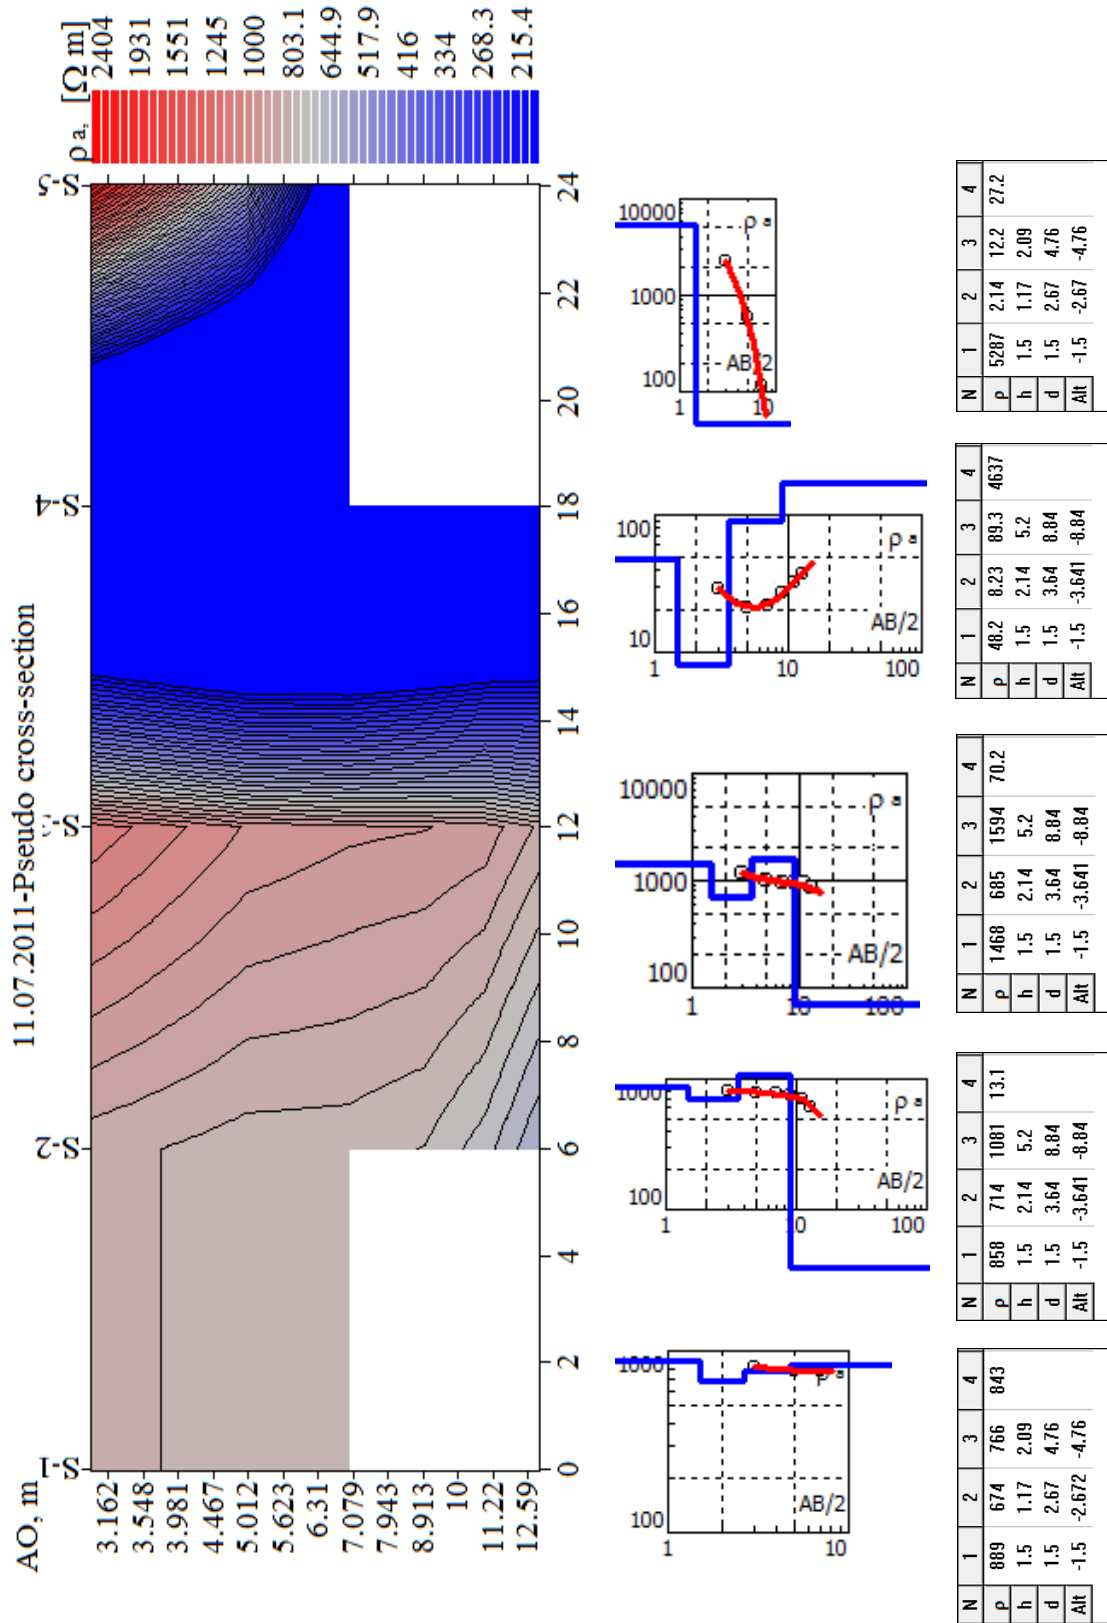 11.07.2011-Pseudo cross-section
AO, m
3.162
3.548
3.981
4.467
5.012
5.623
6.31
7.079
7.943
8.913
10
11.22
12.59
S-1
S-2
S-3
S-4
S-5
0
2
4
6
8
10
12
14
16
18
20
22
24
ρ a, [Ω m]
2404
1931
1551
1245
1000
803.1
644.9
517.9
416
334
268.3
215.4
1000
ρ a
AB/2
100
1
10
1000
ρ a
AB/2
100
1
10
100
10000
ρ a
1000
AB/2
100
1
10
100
100
ρ a
AB/2
10
1
10
100
10000
ρ a
1000
AB/2
100
1
10
N 1 2 3 4
ρ 889 674 766 843
h 1.5 1.17 2.09
d 1.5 2.67 4.76
Alt -1.5 -2.672 -4.76
N 1 2 3 4
ρ 858 714 1081 13.1
h 1.5 2.14 5.2
d 1.5 3.64 8.84
Alt -1.5 -3.641 -8.84
N 1 2 3 4
ρ 1468 685 1594 70.2
h 1.5 2.14 5.2
d 1.5 3.64 8.84
Alt -1.5 -3.641 -8.84
N 1 2 3 4
ρ 48.2 8.23 89.3 4637
h 1.5 2.14 5.2
d 1.5 3.64 8.84
Alt -1.5 -3.641 -8.84
N 1 2 3 4
ρ 5287 2.14 12.2 27.2
h 1.5 1.17 2.09
d 1.5 2.67 4.76
Alt -1.5 -2.67 -4.76